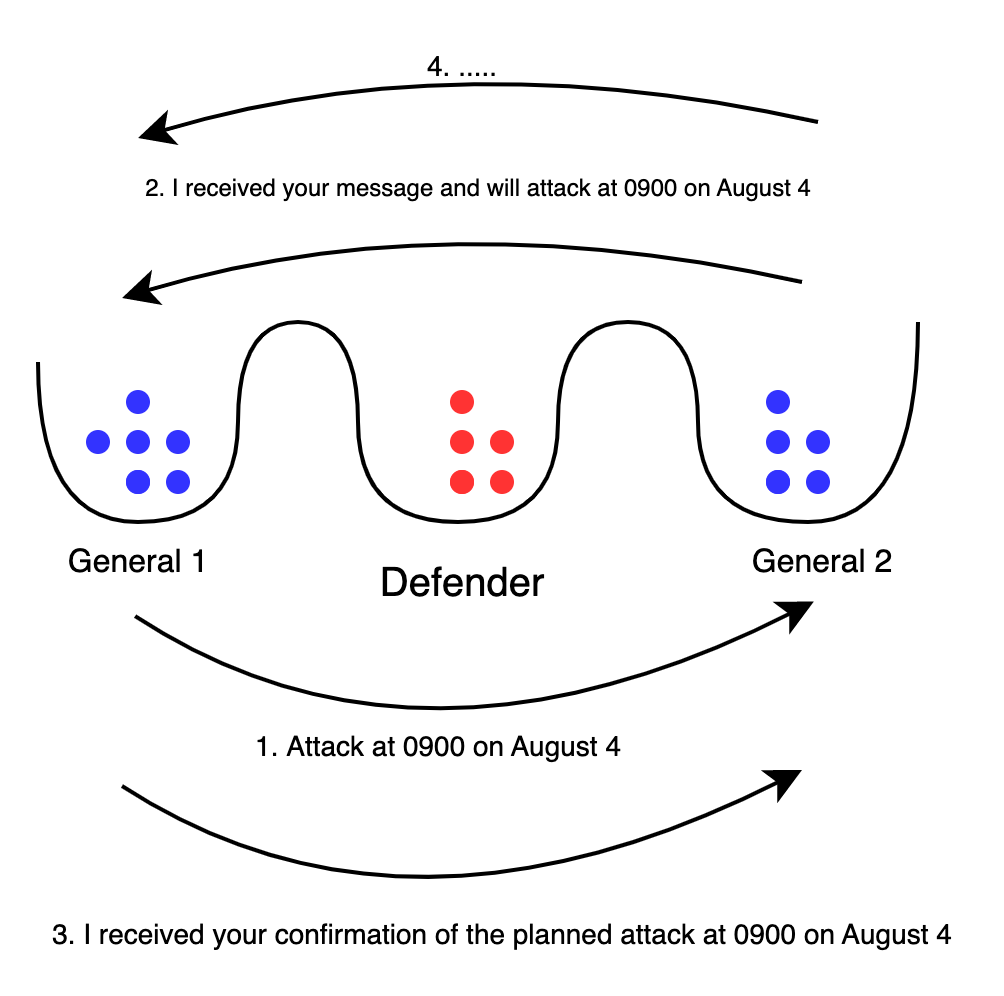 4. .....
2. I received your message and will attack at 0900 on August 4
General 1
Defender
General 2
1. Attack at 0900 on August 4
3. I received your confirmation of the planned attack at 0900 on August 4